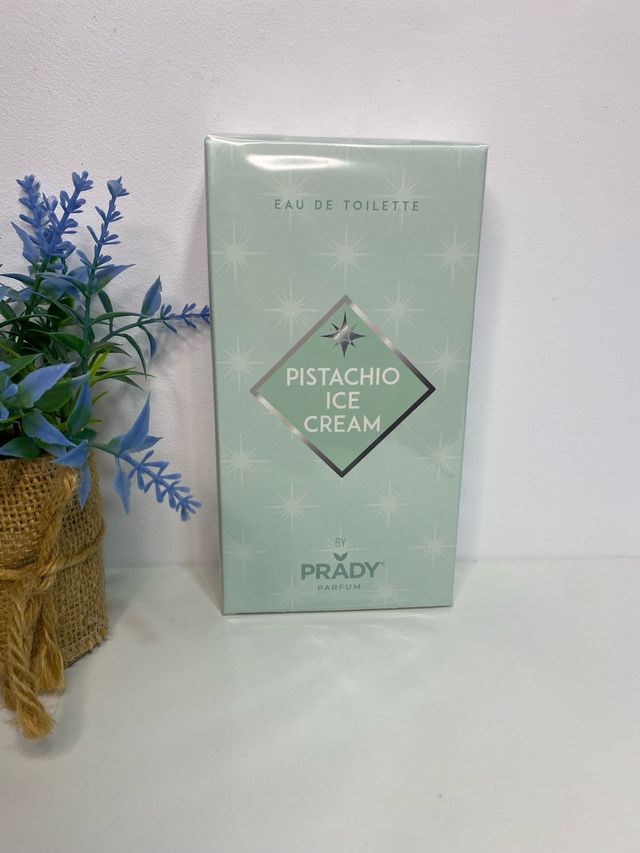 EAU DE TOILETTE
PISTACHIO
ICE
CREAM
BY
PRADY®
PARFUM